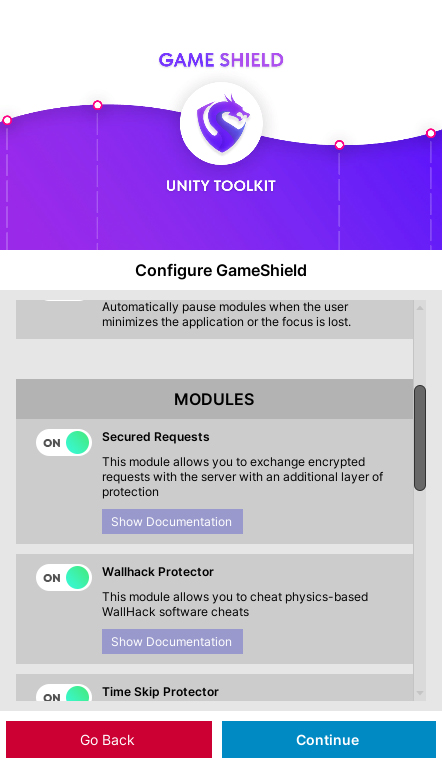 GAME SHIELD
UNITY TOOLKIT
Configure GameShield
Automatically pause modules when the user
minimizes the application or the focus is lost.
MODULES
ON
Secured Requests
This module allows you to exchange encrypted
requests with the server with an additional layer of
protection
Show Documentation
ON
Wallhack Protector
This module allows you to cheat physics-based
WallHack software cheats
Show Documentation
ON
Time Skip Protector
Go Back
Continue